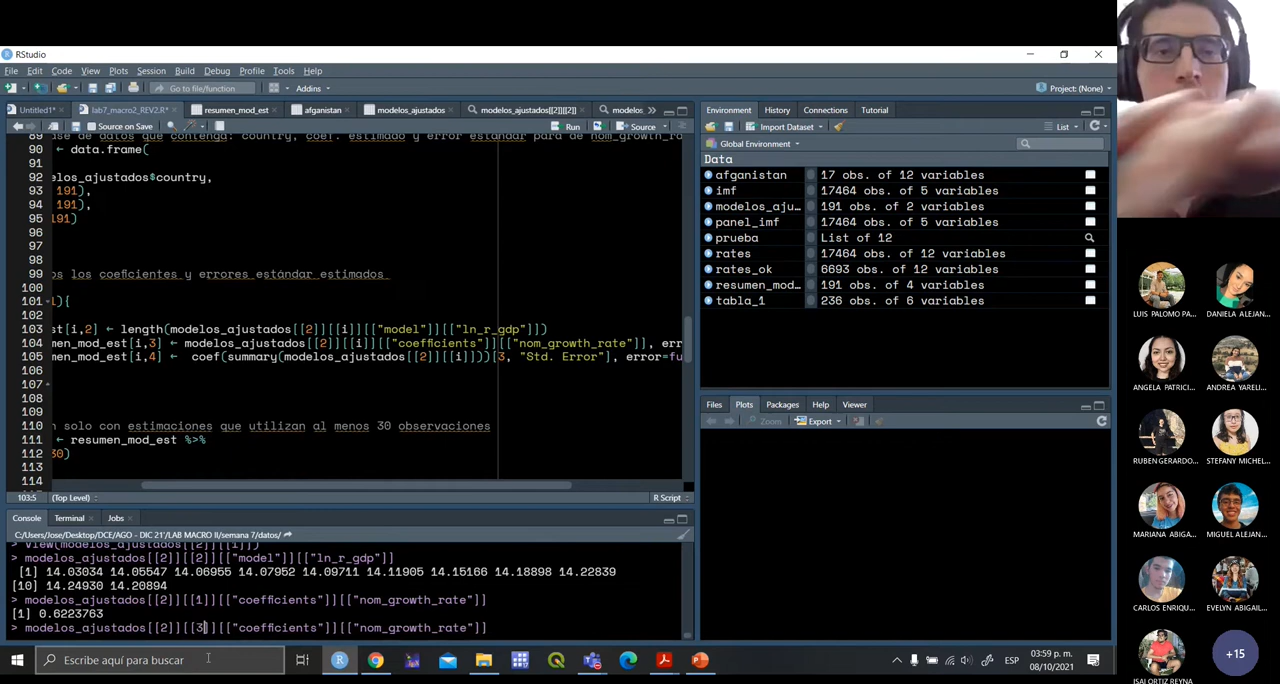 RStudio
File Edit Code View Plots Session Build Debug Profile Tools Help
Go to file/function Addins Project: (None)
Untitled1* lab7_macro2_REV2.R* resumen_mod_est afganistan modelos_ajustados modelos_ajustados[[2]][[2]] modelos
Source on Save Run Source
89 se de datos que contenga: country, coef. estimado y error estándar para de nom_growth_ra
90 <- data.frame(
91
92 delos_ajustados$country,
93 191),
94 191),
95 191)
96
97
98
99 os los coeficientes y errores estándar estimados
100
101 1){
102
103 est[i,2] <- length(modelos_ajustados[[2]][[i]][["model"]][["ln_r_gdp"]])
104 men_mod_est[i,3] <- modelos_ajustados[[2]][[i]][["coefficients"]][["nom_growth_rate"]], err
105 men_mod_est[i,4] <- coef(summary(modelos_ajustados[[2]][[i]]))[3, "Std. Error"], error=fu
106
107
108
109
110 n solo con estimaciones que utilizan al menos 30 observaciones
111 <- resumen_mod_est %>%
112 30)
113
114
103:5 (Top Level) R Script
Console Terminal Jobs
C:/Users/Jose/Desktop/DCE/AGO - DIC 21'/LAB MACRO II/semana 7/datos/
> View(modelos_ajustados[[2]][[1]])
> modelos_ajustados[[2]][[2]][["model"]][["ln_r_gdp"]]
[1] 14.03034 14.05547 14.06955 14.07952 14.09711 14.11905 14.15166 14.18898 14.22839
[10] 14.24930 14.20894
> modelos_ajustados[[2]][[1]][["coefficients"]][["nom_growth_rate"]]
[1] 0.6223763
> modelos_ajustados[[2]][[3]][["coefficients"]][["nom_growth_rate"]]
Environment History Connections Tutorial
Import Dataset List
Global Environment
Data
afganistan 17 obs. of 12 variables
imf 17464 obs. of 5 variables
modelos_aju… 191 obs. of 2 variables
panel_imf 17464 obs. of 5 variables
prueba List of 12
rates 17464 obs. of 12 variables
rates_ok 6693 obs. of 12 variables
resumen_mod… 191 obs. of 4 variables
tabla_1 236 obs. of 6 variables
Files Plots Packages Help Viewer
Zoom Export
LUIS PALOMO PA… DANIELA ALEJAN…
ANGELA PATRICI… ANDREA YARELI…
RUBEN GERARDO… STEFANY MICHEL…
MARIANA ABIGA… MIGUEL ALEJAN…
CARLOS ENRIQU… EVELYN ABIGAIL…
ISAI ORTIZ REYNA +15
Escribe aquí para buscar
ESP 03:59 p. m. 08/10/2021